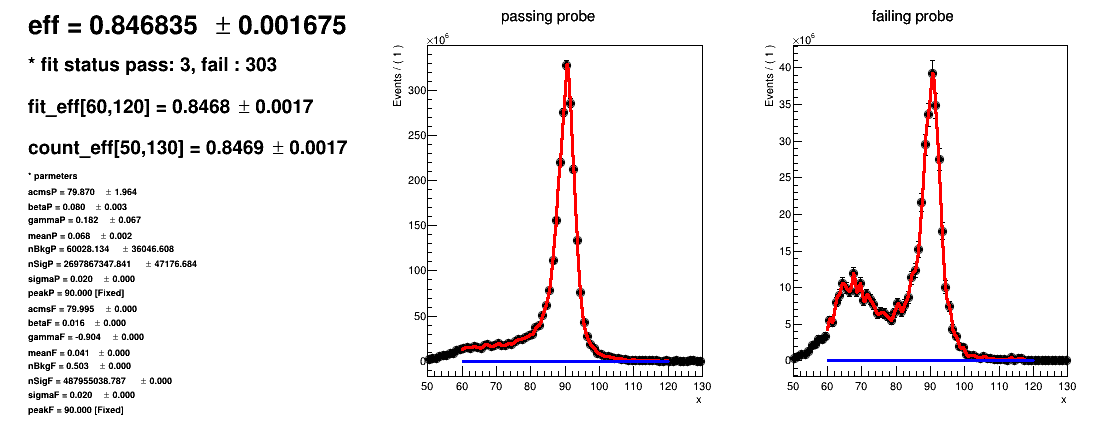 eff = 0.846835 ± 0.001675
* fit status pass: 3, fail : 303
fit_eff[60,120] = 0.8468 ± 0.0017
count_eff[50,130] = 0.8469 ± 0.0017
* parmeters
acmsP = 79.870 ± 1.964
betaP = 0.080 ± 0.003
gammaP = 0.182 ± 0.067
meanP = 0.068 ± 0.002
nBkgP = 60028.134 ± 36046.608
nSigP = 2697867347.841 ± 47176.684
sigmaP = 0.020 ± 0.000
peakP = 90.000 [Fixed]
acmsF = 79.995 ± 0.000
betaF = 0.016 ± 0.000
gammaF = -0.904 ± 0.000
meanF = 0.041 ± 0.000
nBkgF = 0.503 ± 0.000
nSigF = 487955038.787 ± 0.000
sigmaF = 0.020 ± 0.000
peakF = 90.000 [Fixed]
passing probe
×10⁶
Events / ( 1 )
300
250
200
150
100
50
0
50 60 70 80 90 100 110 120 130
x
failing probe
×10⁶
Events / ( 1 )
40
35
30
25
20
15
10
5
0
50 60 70 80 90 100 110 120 130
x